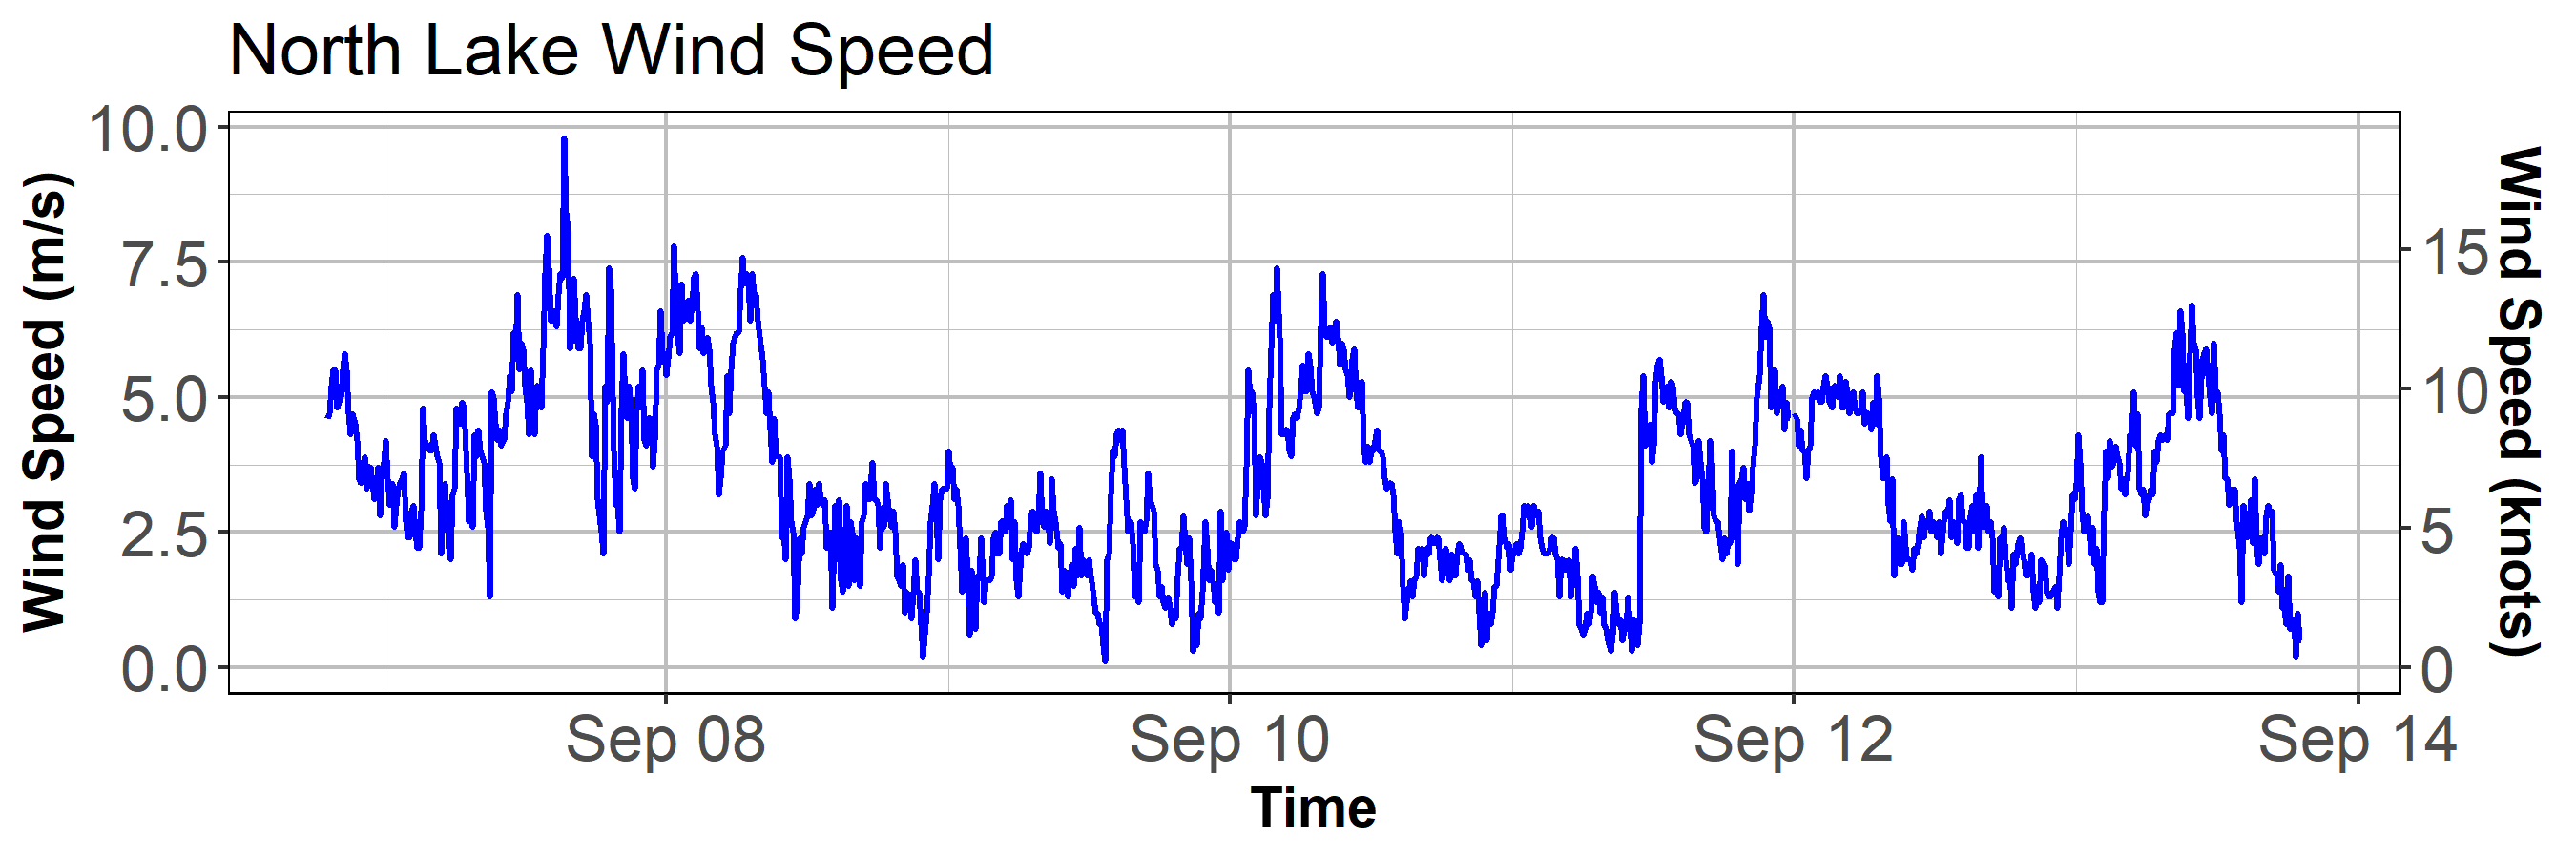 North Lake Wind Speed
Wind Speed (m/s)
10.0
7.5
5.0
2.5
0.0
15
10
5
0
Wind Speed (knots)
Sep 08
Sep 10
Sep 12
Sep 14
Time